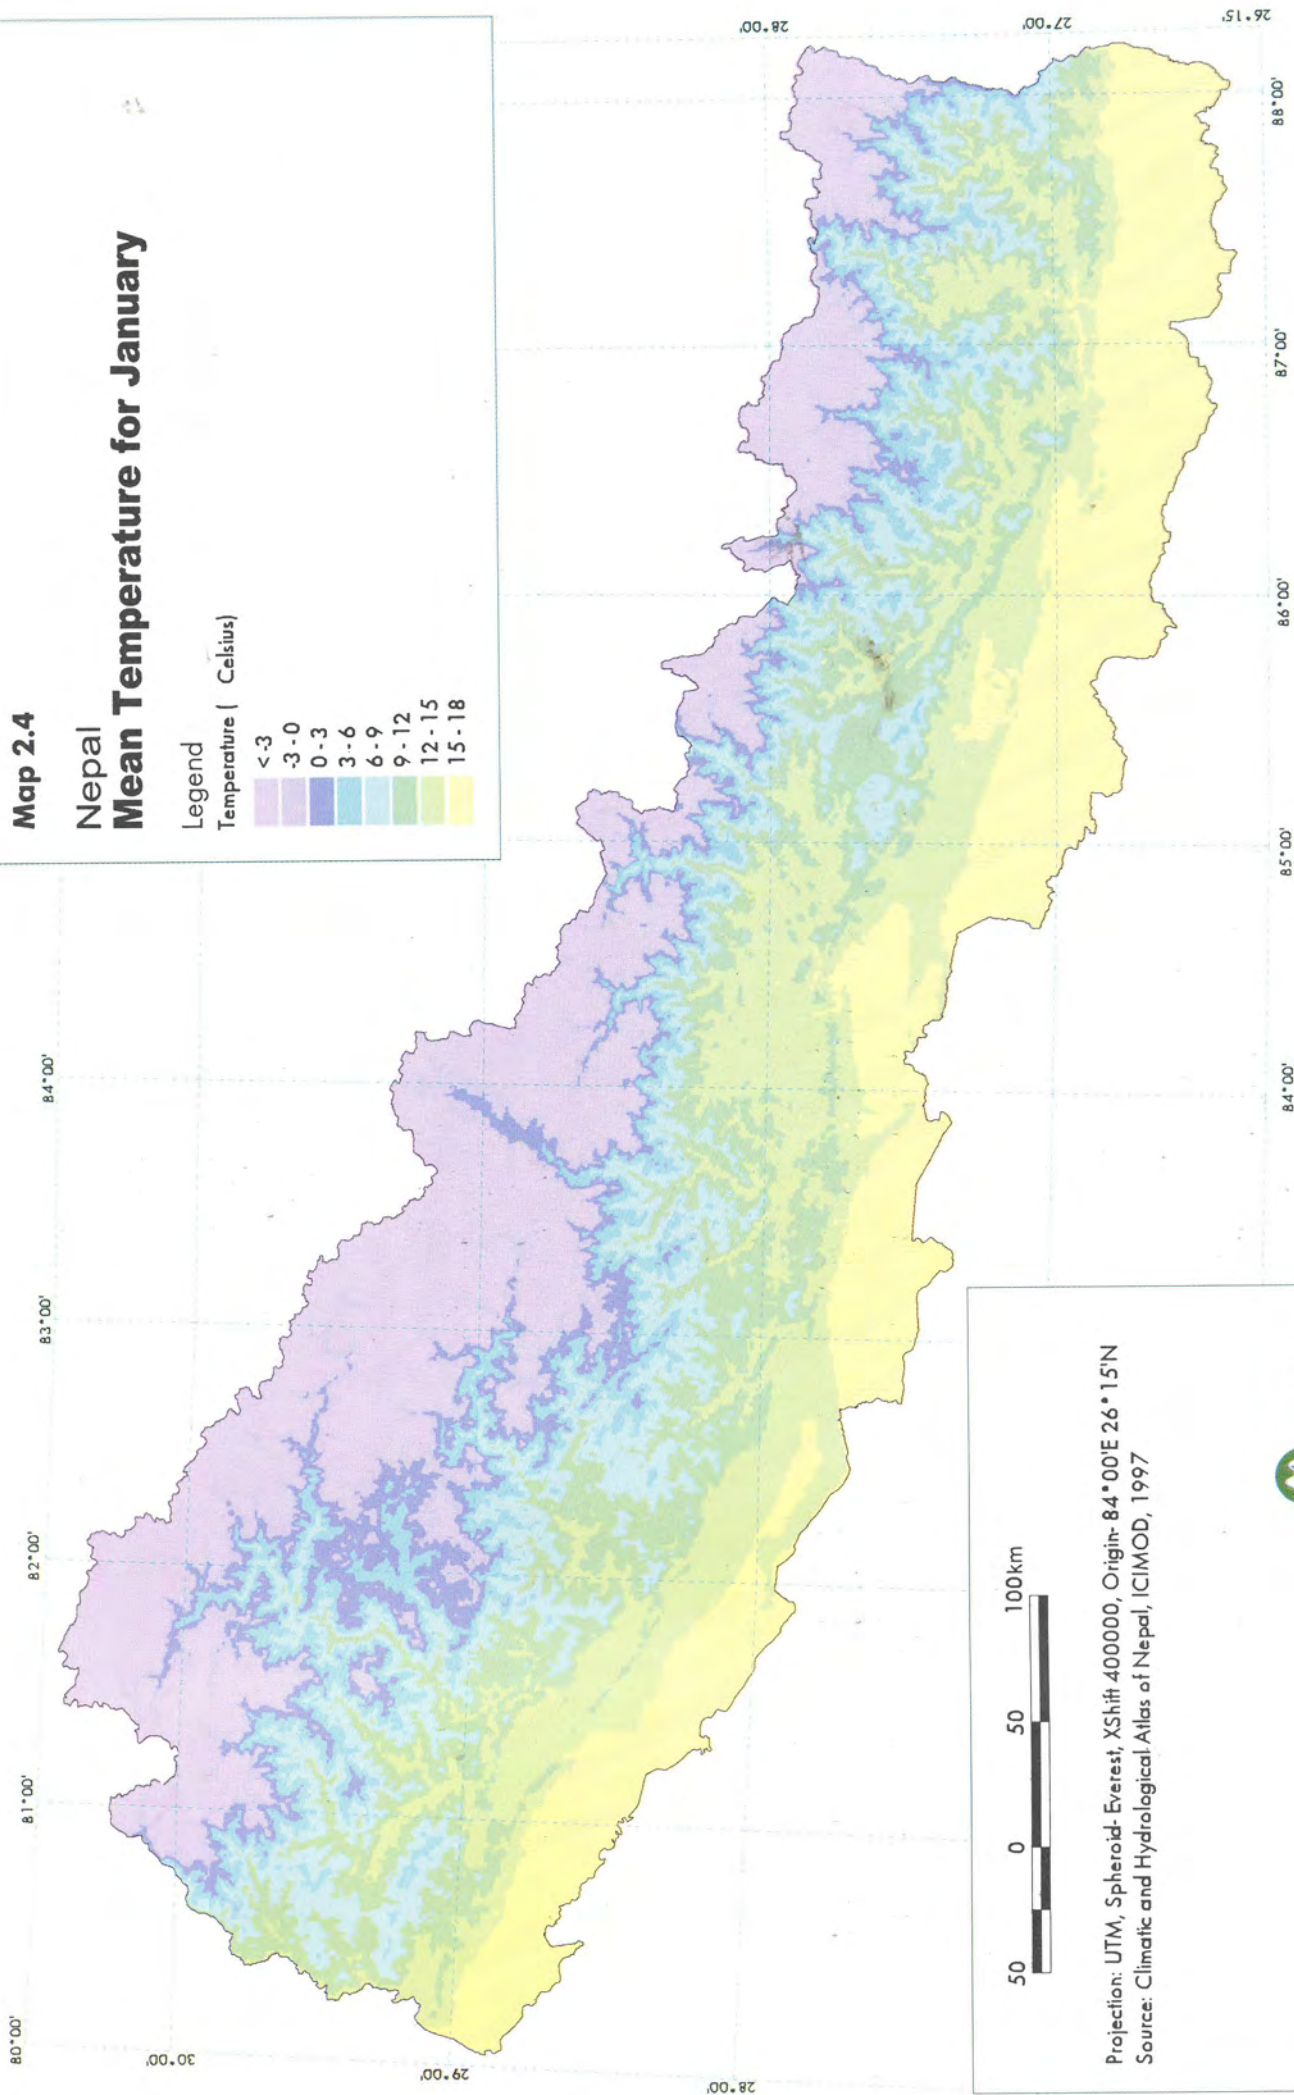 Map 2.4
Nepal
Mean Temperature for January
Legend
Temperature ( Celsius)
< -3
-3 - 0
0 - 3
3 - 6
6 - 9
9 - 12
12 - 15
15 - 18
80°00'
81°00'
82°00'
83°00'
84°00'
30°00'
29°00'
28°00'
28°00'
27°00'
26°15'
84°00'
85°00'
86°00'
87°00'
88°00'
50 0 50 100km
Projection: UTM, Spheroid- Everest, XShift 400000, Origin- 84°00'E 26°15'N
Source: Climatic and Hydrological Atlas of Nepal, ICIMOD, 1997